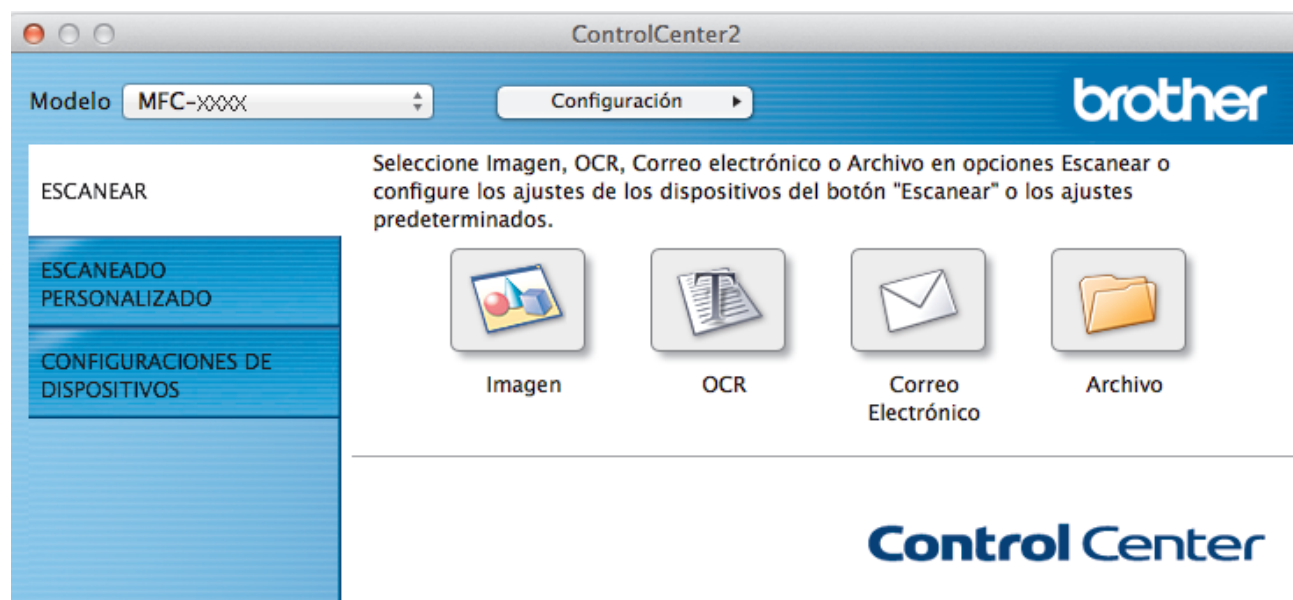 ControlCenter2
Modelo MFC-XXXX Configuración
brother
ESCANEAR
ESCANEADO
PERSONALIZADO
CONFIGURACIONES DE
DISPOSITIVOS
Seleccione Imagen, OCR, Correo electrónico o Archivo en opciones Escanear o
configure los ajustes de los dispositivos del botón "Escanear" o los ajustes
predeterminados.
Imagen
OCR
Correo
Electrónico
Archivo
Control Center